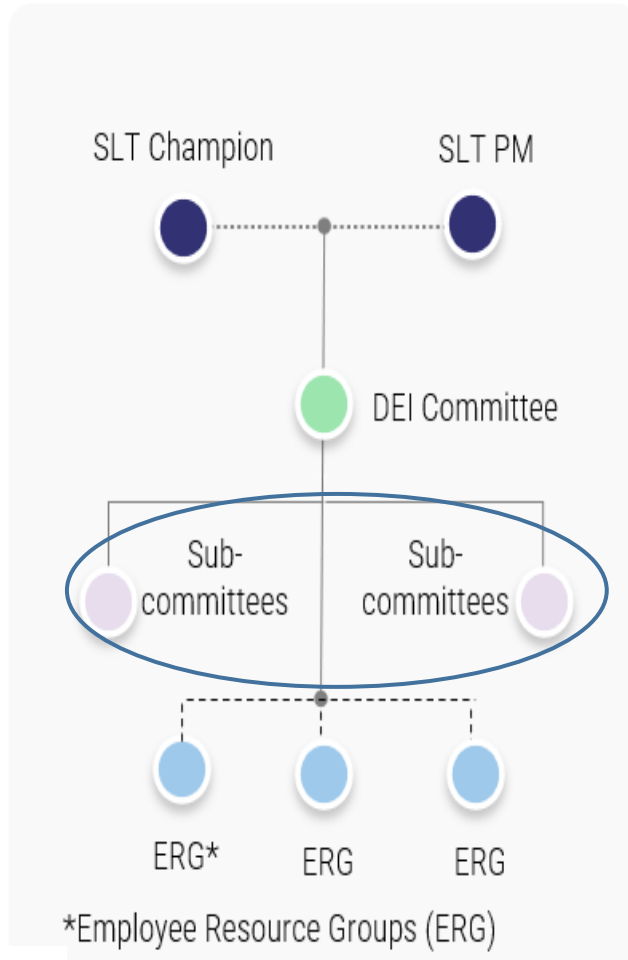 SLT Champion
SLT PM
DEI Committee
Sub-
committees
Sub-
committees
ERG*
ERG
ERG
*Employee Resource Groups (ERG)